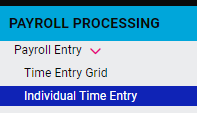 PAYROLL PROCESSING
Payroll Entry
Time Entry Grid
Individual Time Entry